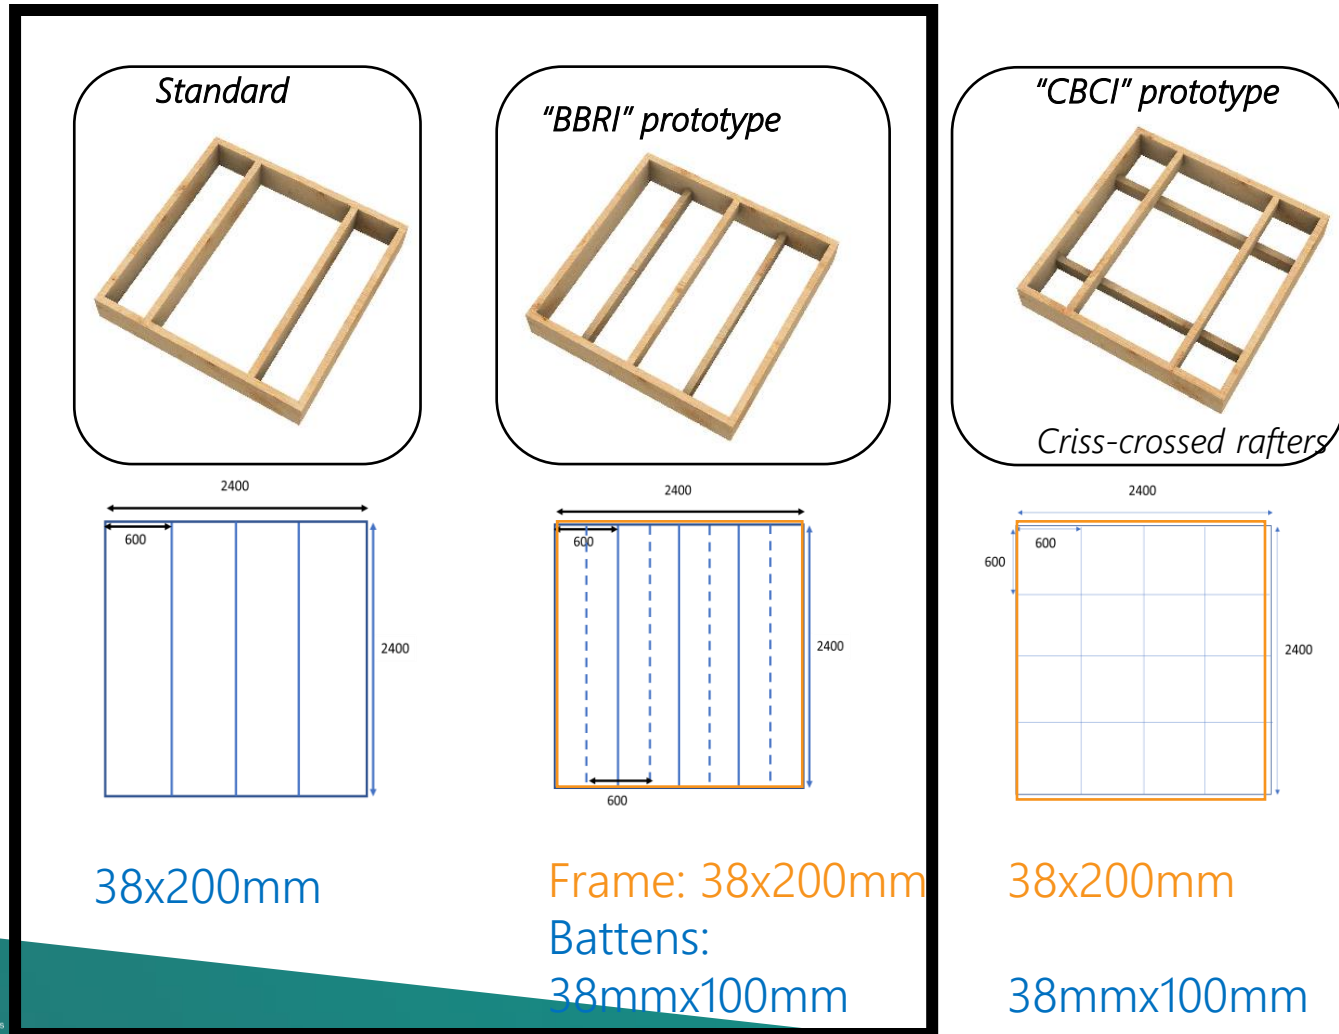 Standard
"BBRI" prototype
"CBCI" prototype
Criss-crossed rafters
2400
600
2400
2400
600
2400
600
2400
600
600
2400
38x200mm
Frame: 38x200mm
Battens:
38mmx100mm
38x200mm
38mmx100mm